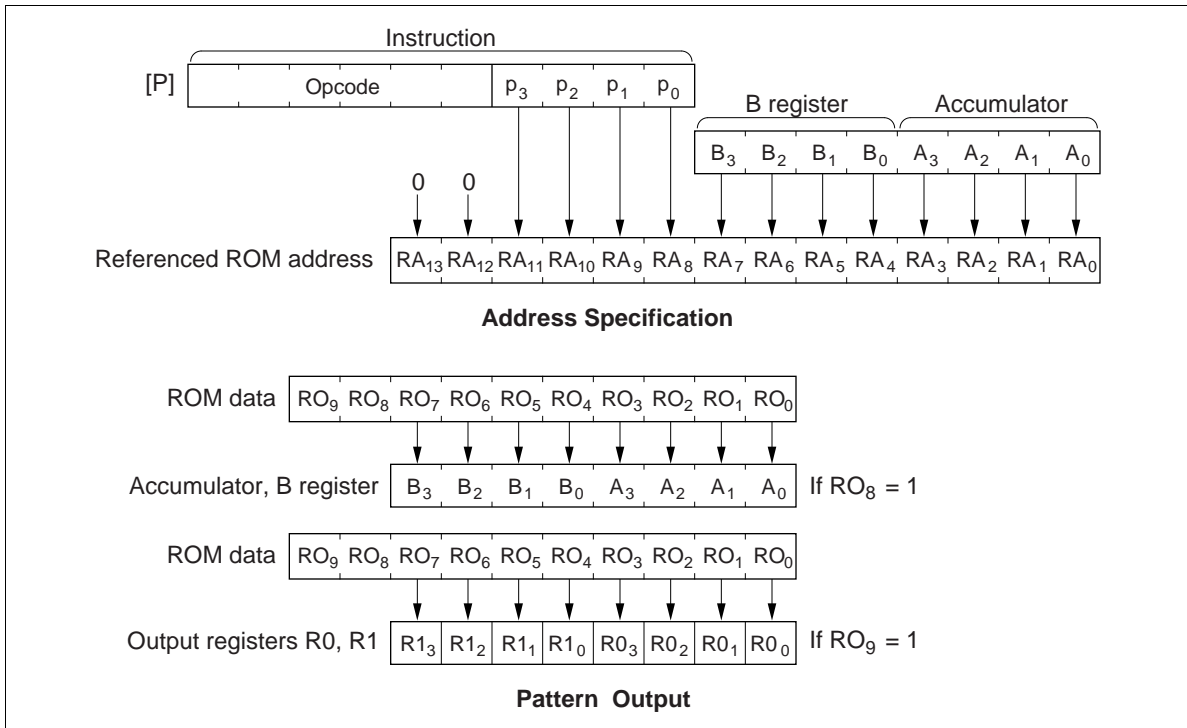 Instruction
[P] Opcode p3 p2 p1 p0
B register Accumulator
B3 B2 B1 B0 A3 A2 A1 A0
0 0
Referenced ROM address RA13 RA12 RA11 RA10 RA9 RA8 RA7 RA6 RA5 RA4 RA3 RA2 RA1 RA0
Address Specification
ROM data RO9 RO8 RO7 RO6 RO5 RO4 RO3 RO2 RO1 RO0
Accumulator, B register B3 B2 B1 B0 A3 A2 A1 A0 If RO8 = 1
ROM data RO9 RO8 RO7 RO6 RO5 RO4 RO3 RO2 RO1 RO0
Output registers R0, R1 R13 R12 R11 R10 R03 R02 R01 R00 If RO9 = 1
Pattern Output